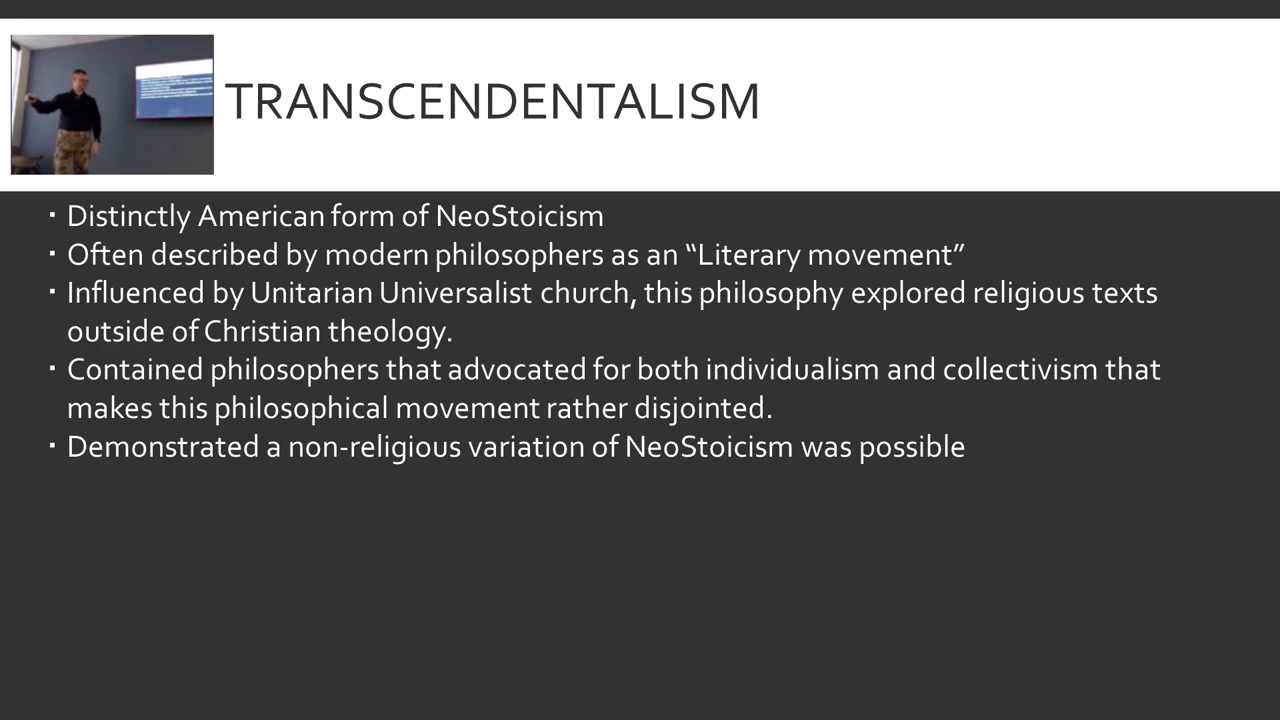 TRANSCENDENTALISM
▪ Distinctly American form of NeoStoicism
▪ Often described by modern philosophers as an “Literary movement”
▪ Influenced by Unitarian Universalist church, this philosophy explored religious texts
outside of Christian theology.
▪ Contained philosophers that advocated for both individualism and collectivism that
makes this philosophical movement rather disjointed.
▪ Demonstrated a non-religious variation of NeoStoicism was possible